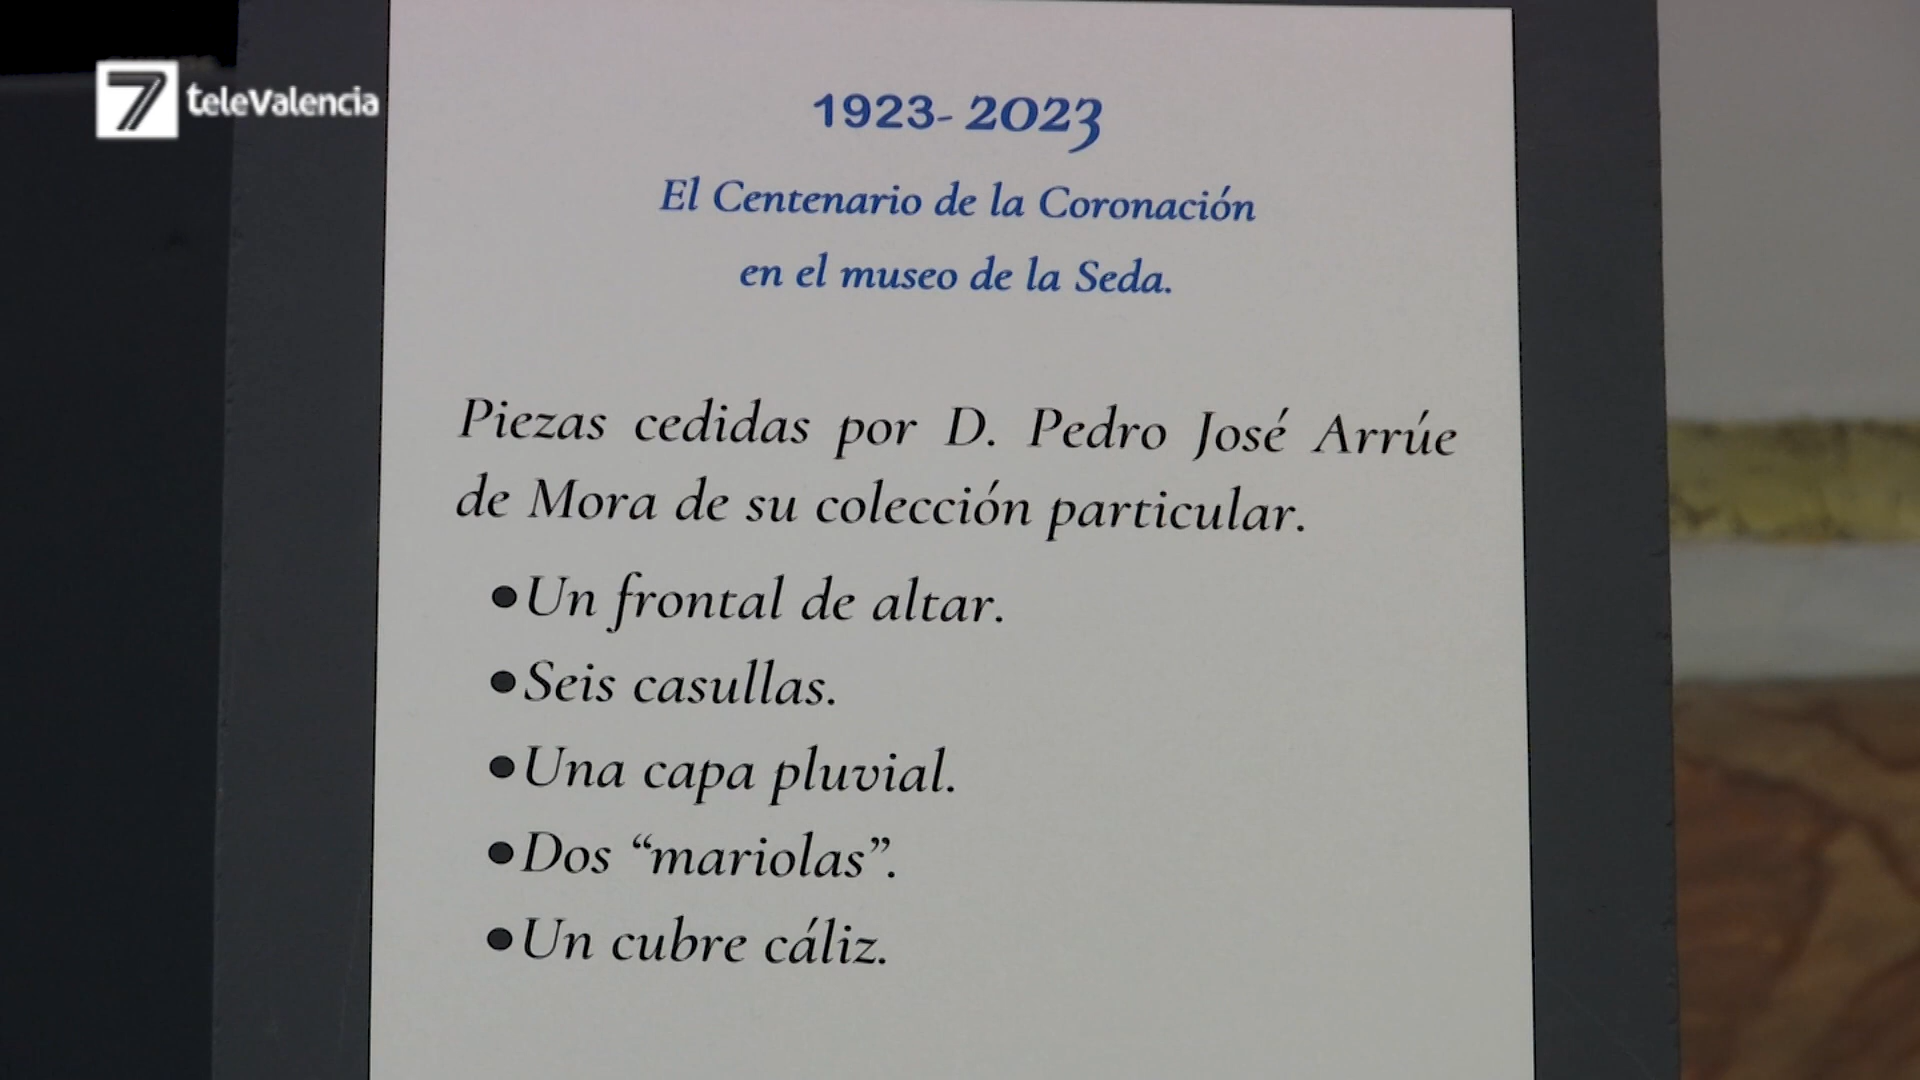 7 teleValencia
1923-2023
El Centenario de la Coronación
en el museo de la Seda.
Piezas cedidas por D. Pedro José Arrúe
de Mora de su colección particular.
•Un frontal de altar.
•Seis casullas.
•Una capa pluvial.
•Dos “mariolas”.
•Un cubre cáliz.